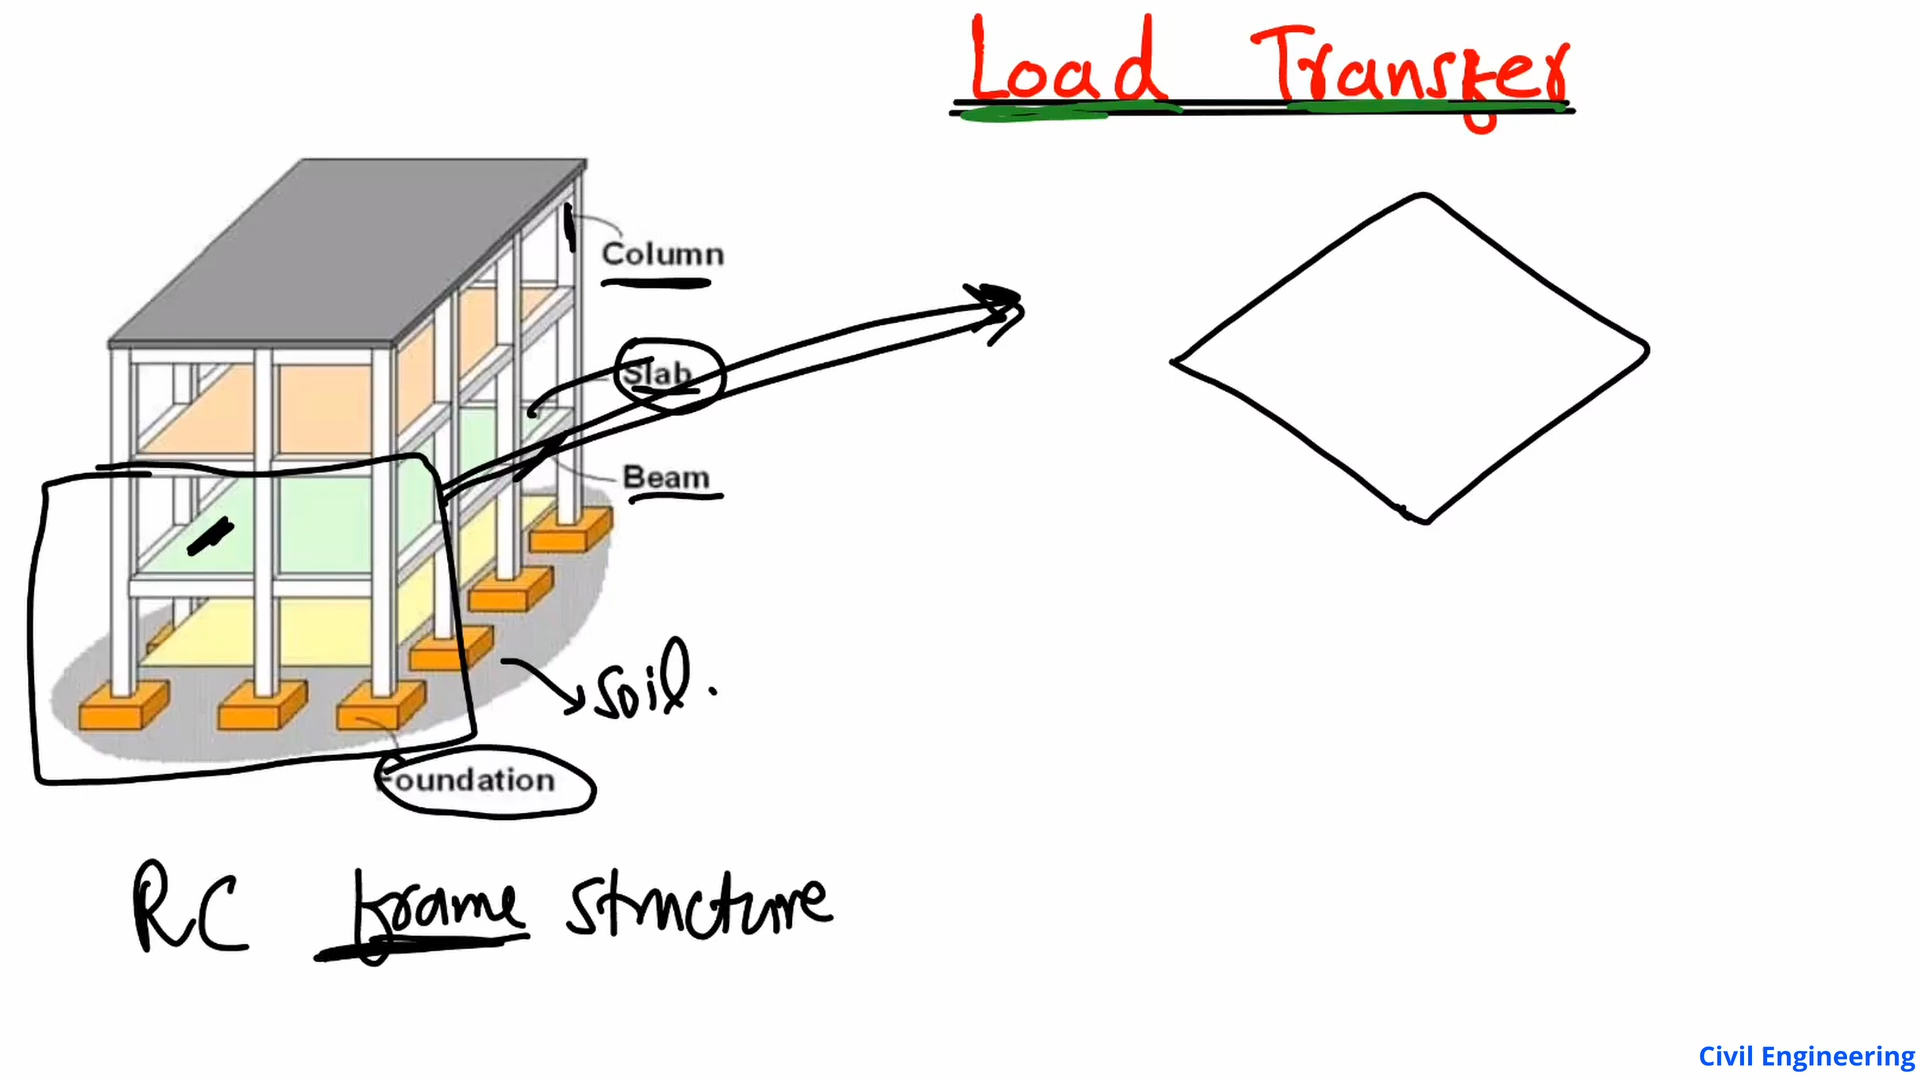 Load Transfer
Column
Slab
Beam
soil.
Foundation
RC frame structure
Civil Engineering